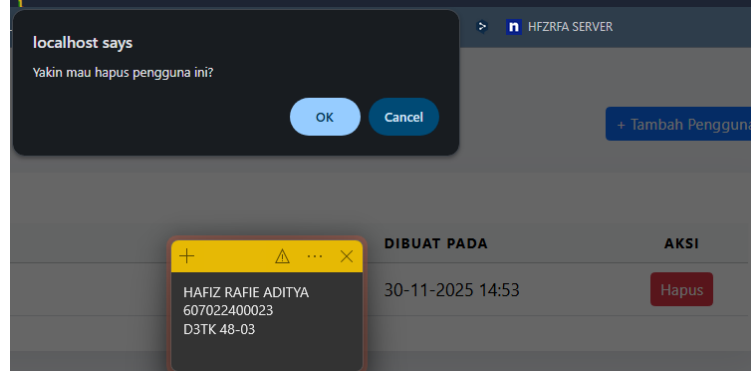 localhost says
Yakin mau hapus pengguna ini?
OK
Cancel
HFZRFA SERVER
+ Tambah Pengguna
DIBUAT PADA
AKSI
30-11-2025 14:53
Hapus
HAFIZ RAFIE ADITYA
607022400023
D3TK 48-03